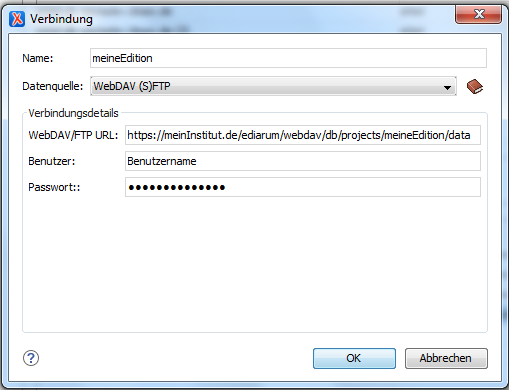 Verbindung
Name: meineEdition
Datenquelle: WebDAV (S)FTP
Verbindungsdetails
WebDAV/FTP URL: https://meinInstitut.de/ediarum/webdav/db/projects/meineEdition/data
Benutzer: Benutzername
Passwort:: ●●●●●●●●●●●●●●
? OK Abbrechen